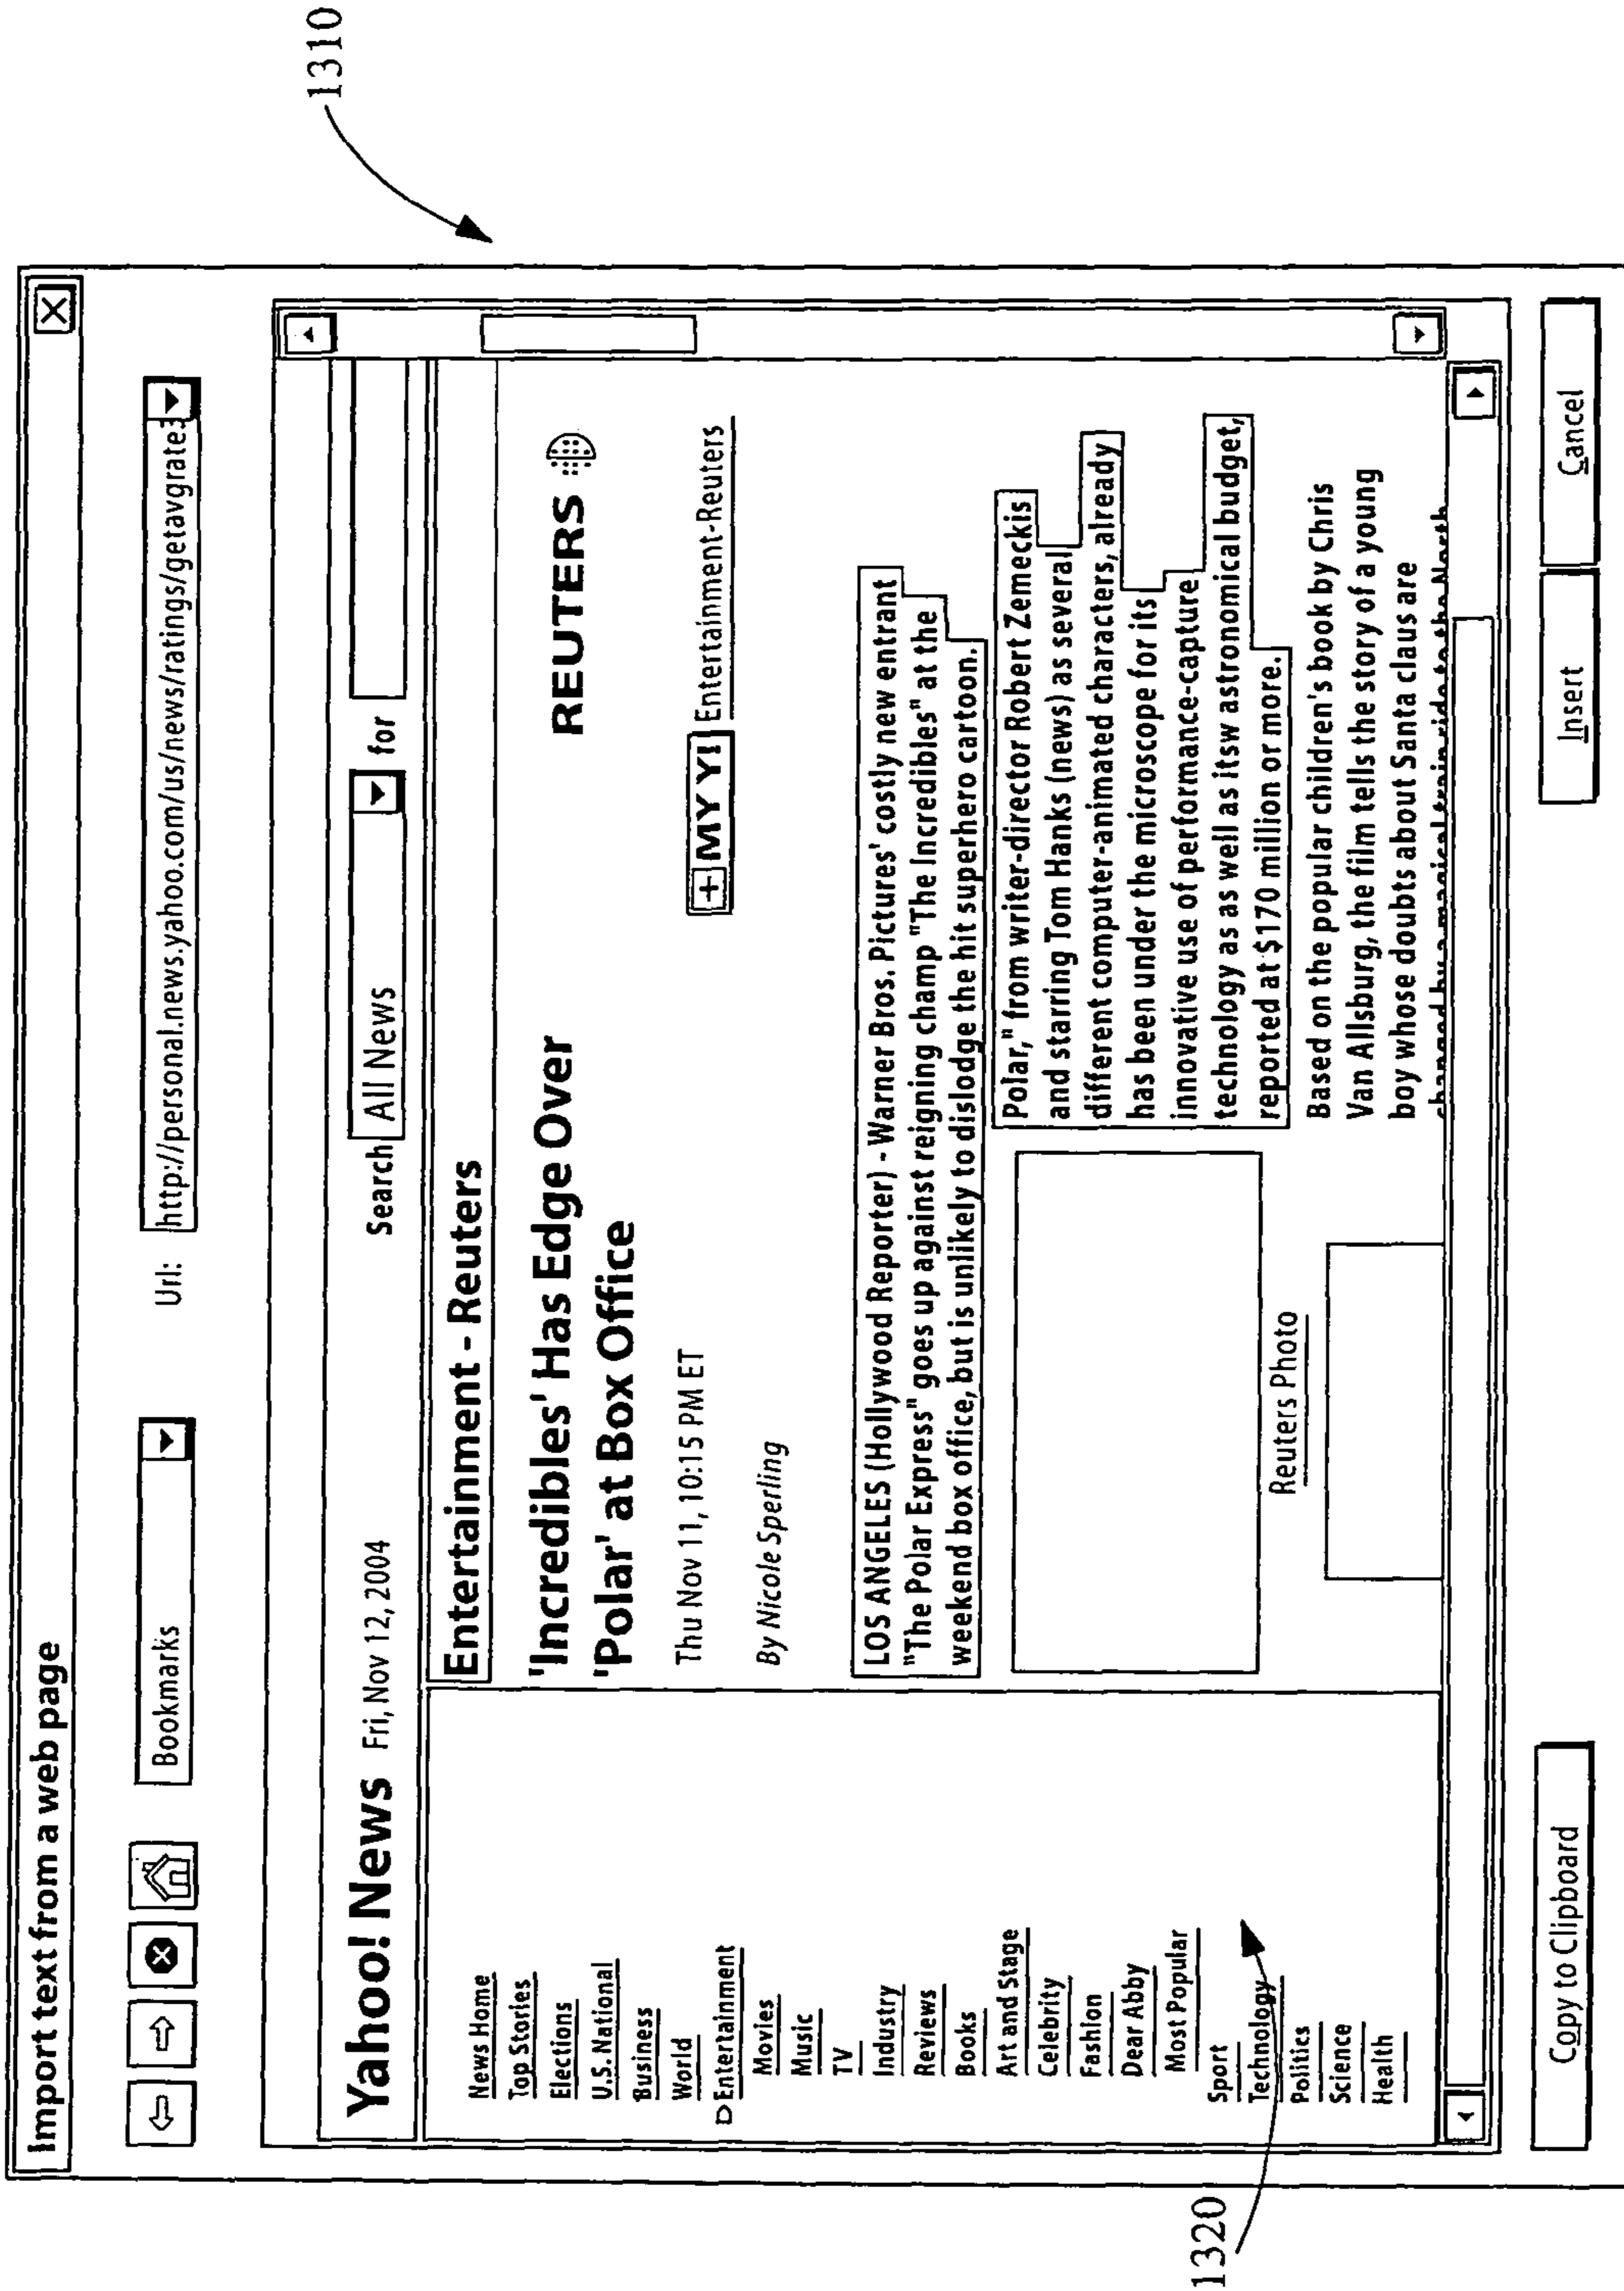 1310
Import text from a web page
Bookmarks
Url:
http://personal.news.yahoo.com/us/news/ratings/getavgrate
Yahoo! News Fri, Nov 12, 2004
Search All News for
News Home
Top Stories
Elections
U.S. National
Business
World
Entertainment
Movies
Music
TV
Industry
Reviews
Books
Art and Stage
Celebrity
Fashion
Dear Abby
Most Popular
Sport
Technology
Politics
Science
Health
Entertainment - Reuters
'Incredibles' Has Edge Over
'Polar' at Box Office
REUTERS
Thu Nov 11, 10:15 PM ET
+ MY Y! Entertainment-Reuters
By Nicole Sperling
LOS ANGELES (Hollywood Reporter) - Warner Bros. Pictures' costly new entrant
"The Polar Express" goes up against reigning champ "The Incredibles" at the
weekend box office, but is unlikely to dislodge the hit superhero cartoon.
Polar," from writer-director Robert Zemeckis
and starring Tom Hanks (news) as several
different computer-animated characters, already
has been under the microscope for its
innovative use of performance-capture
technology as as well as itsw astronomical budget,
reported at $170 million or more.
Reuters Photo
Based on the popular children's book by Chris
Van Allsburg, the film tells the story of a young
boy whose doubts about Santa claus are
changed by a magical train ride to the North
Copy to Clipboard
Insert
Cancel
1320